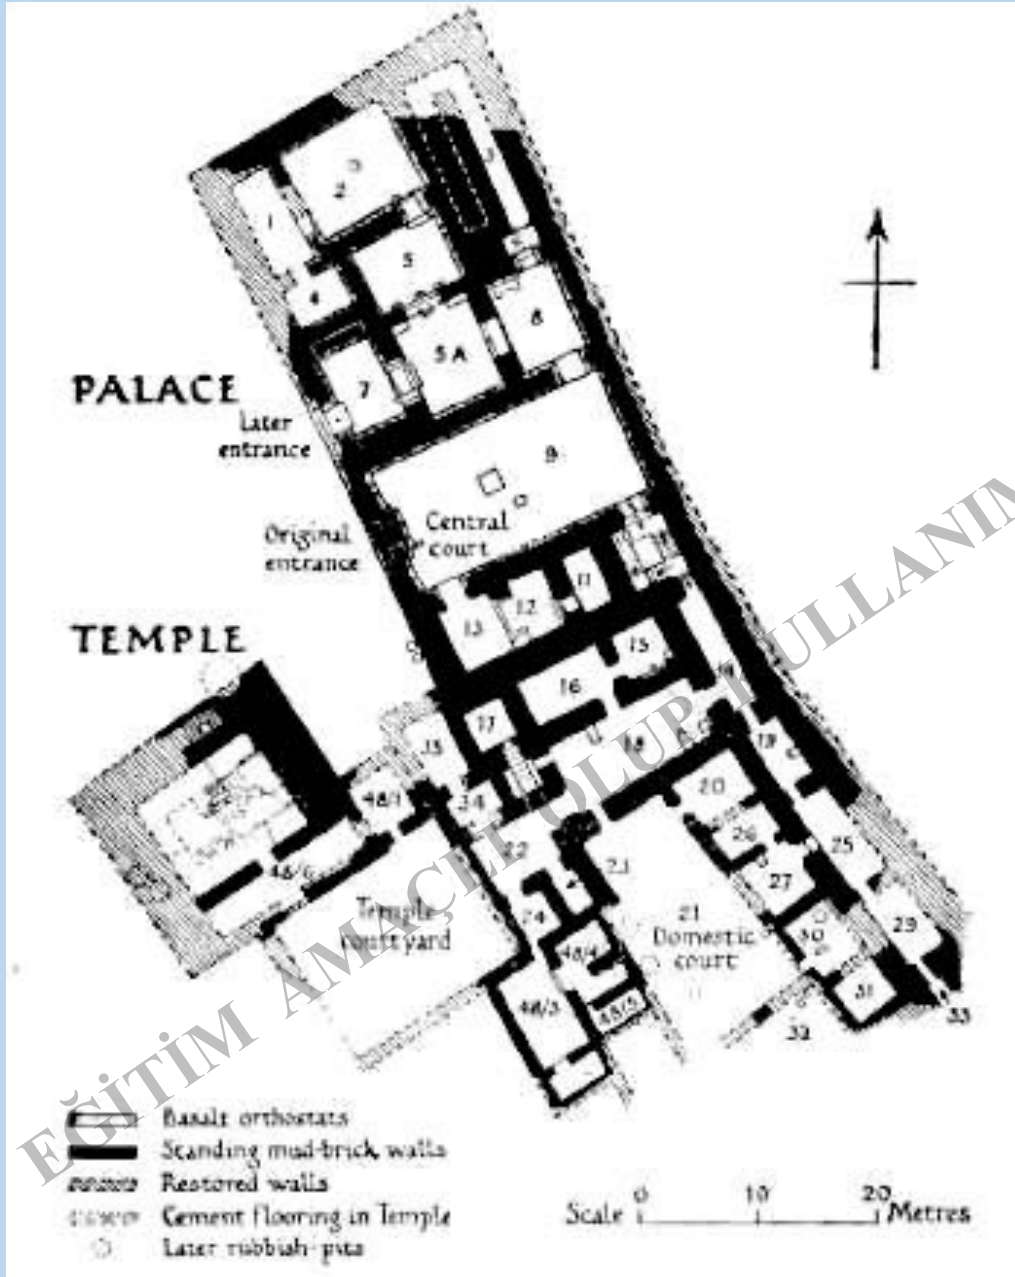 2
3
1
5
4
8
5A
7
PALACE
Later
entrance
9
Central
court
Original
entrance
11
12
13
TEMPLE
15
16
17
18
19
35
34
48/1
20
26
25
27
22
23
24
48/6
Temple
courtyard
21
Domestic
court
30
29
31
32
33
48/4
48/3
48/5
Basalt orthostats
Standing mud-brick walls
Restored walls
Cement flooring in Temple
Later rubbish-pits
Scale 0 10 20 Metres
EĞİTİM AMAÇLI OLUP KULLANIM